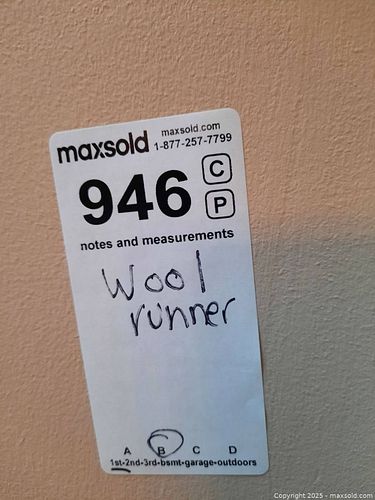 maxsold maxsold.com
1-877-257-7799
946 C
P
notes and measurements
Wool
runner
A B C D
1st-2nd-3rd-bsmt-garage-outdoors
Copyright 2025 - maxsold.com